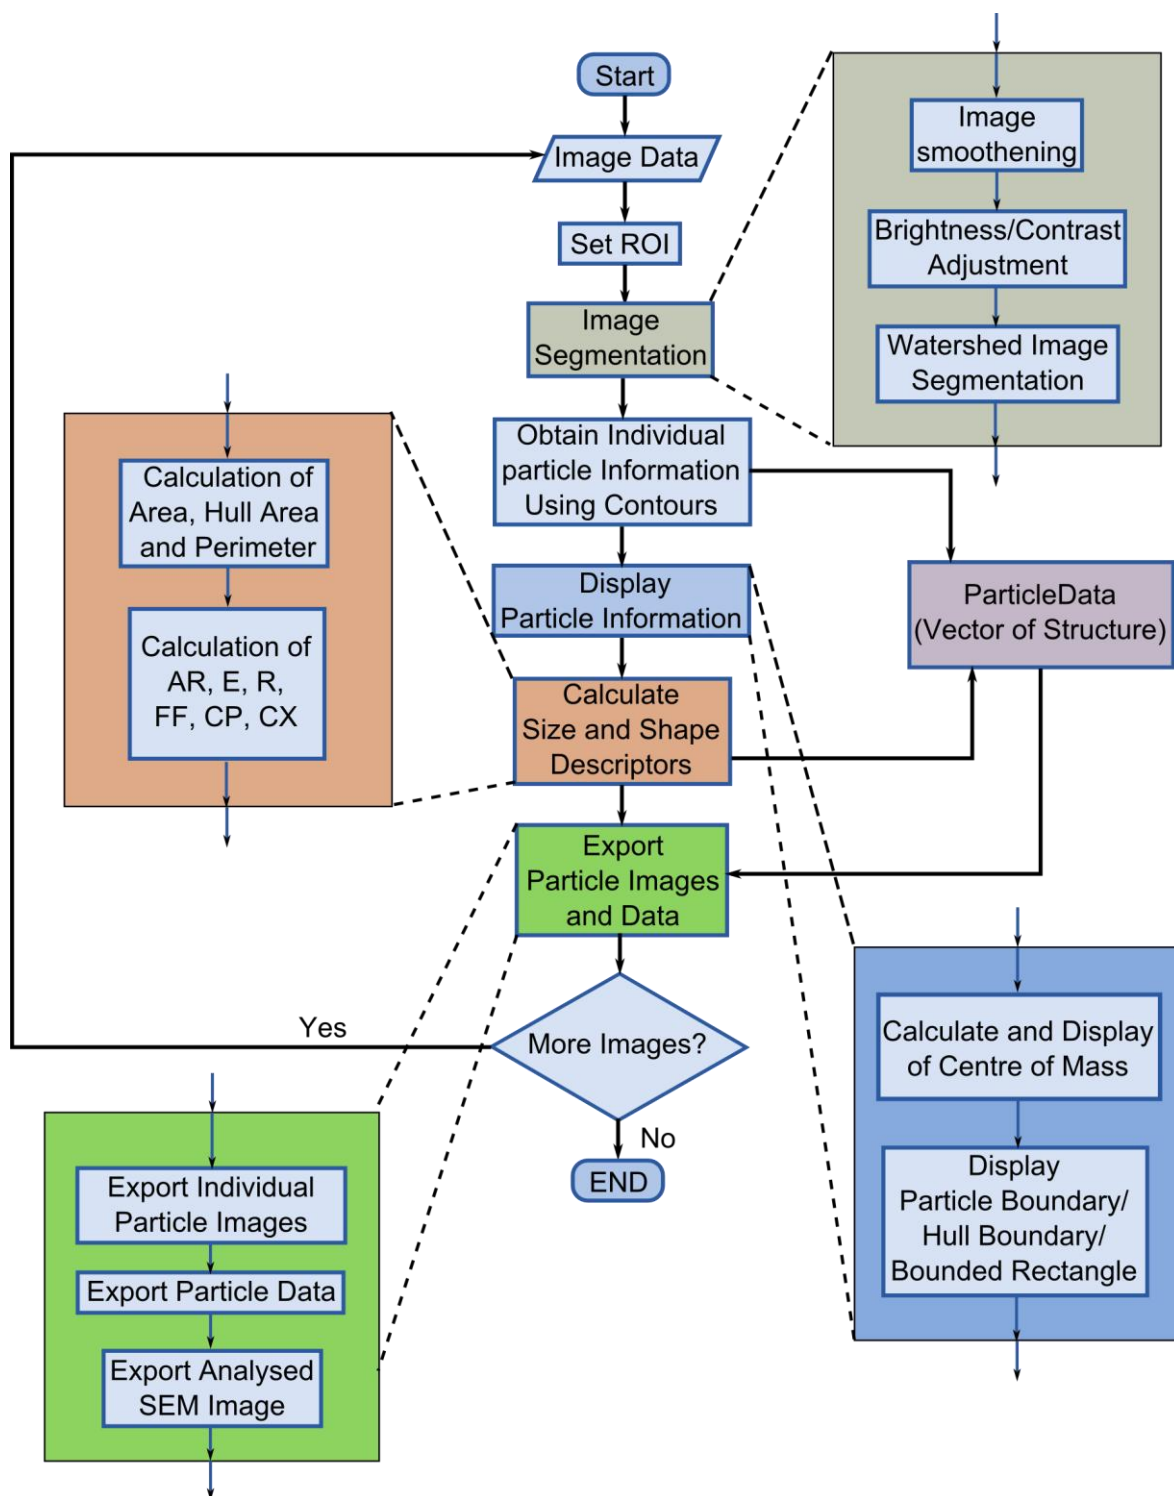 Start
Image Data
Set ROI
Image
Segmentation
Obtain Individual
particle Information
Using Contours
Display
Particle Information
Calculate
Size and Shape
Descriptors
Export
Particle Images
and Data
More Images?
Yes
No
END
Image
smoothening
Brightness/Contrast
Adjustment
Watershed Image
Segmentation
Calculation of
Area, Hull Area
and Perimeter
Calculation of
AR, E, R,
FF, CP, CX
ParticleData
(Vector of Structure)
Calculate and Display
of Centre of Mass
Display
Particle Boundary/
Hull Boundary/
Bounded Rectangle
Export Individual
Particle Images
Export Particle Data
Export Analysed
SEM Image